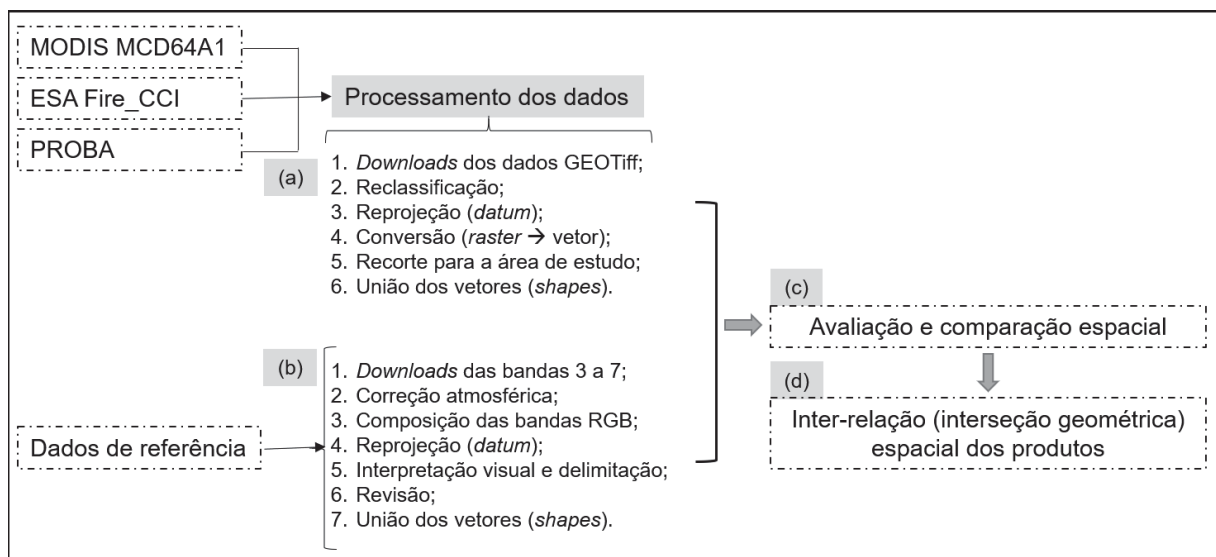 MODIS MCD64A1
ESA Fire_CCI
PROBA
Processamento dos dados
(a)
1. Downloads dos dados GEOTiff;
2. Reclassificação;
3. Reprojeção (datum);
4. Conversão (raster → vetor);
5. Recorte para a área de estudo;
6. União dos vetores (shapes).
(b)
Dados de referência
1. Downloads das bandas 3 a 7;
2. Correção atmosférica;
3. Composição das bandas RGB;
4. Reprojeção (datum);
5. Interpretação visual e delimitação;
6. Revisão;
7. União dos vetores (shapes).
(c)
Avaliação e comparação espacial
(d)
Inter-relação (interseção geométrica)
espacial dos produtos